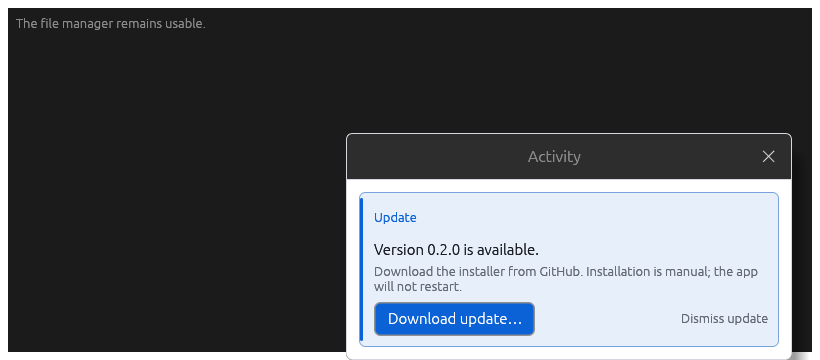 The file manager remains usable.
Activity
Update
Version 0.2.0 is available.
Download the installer from GitHub. Installation is manual; the app
will not restart.
Download update…
Dismiss update